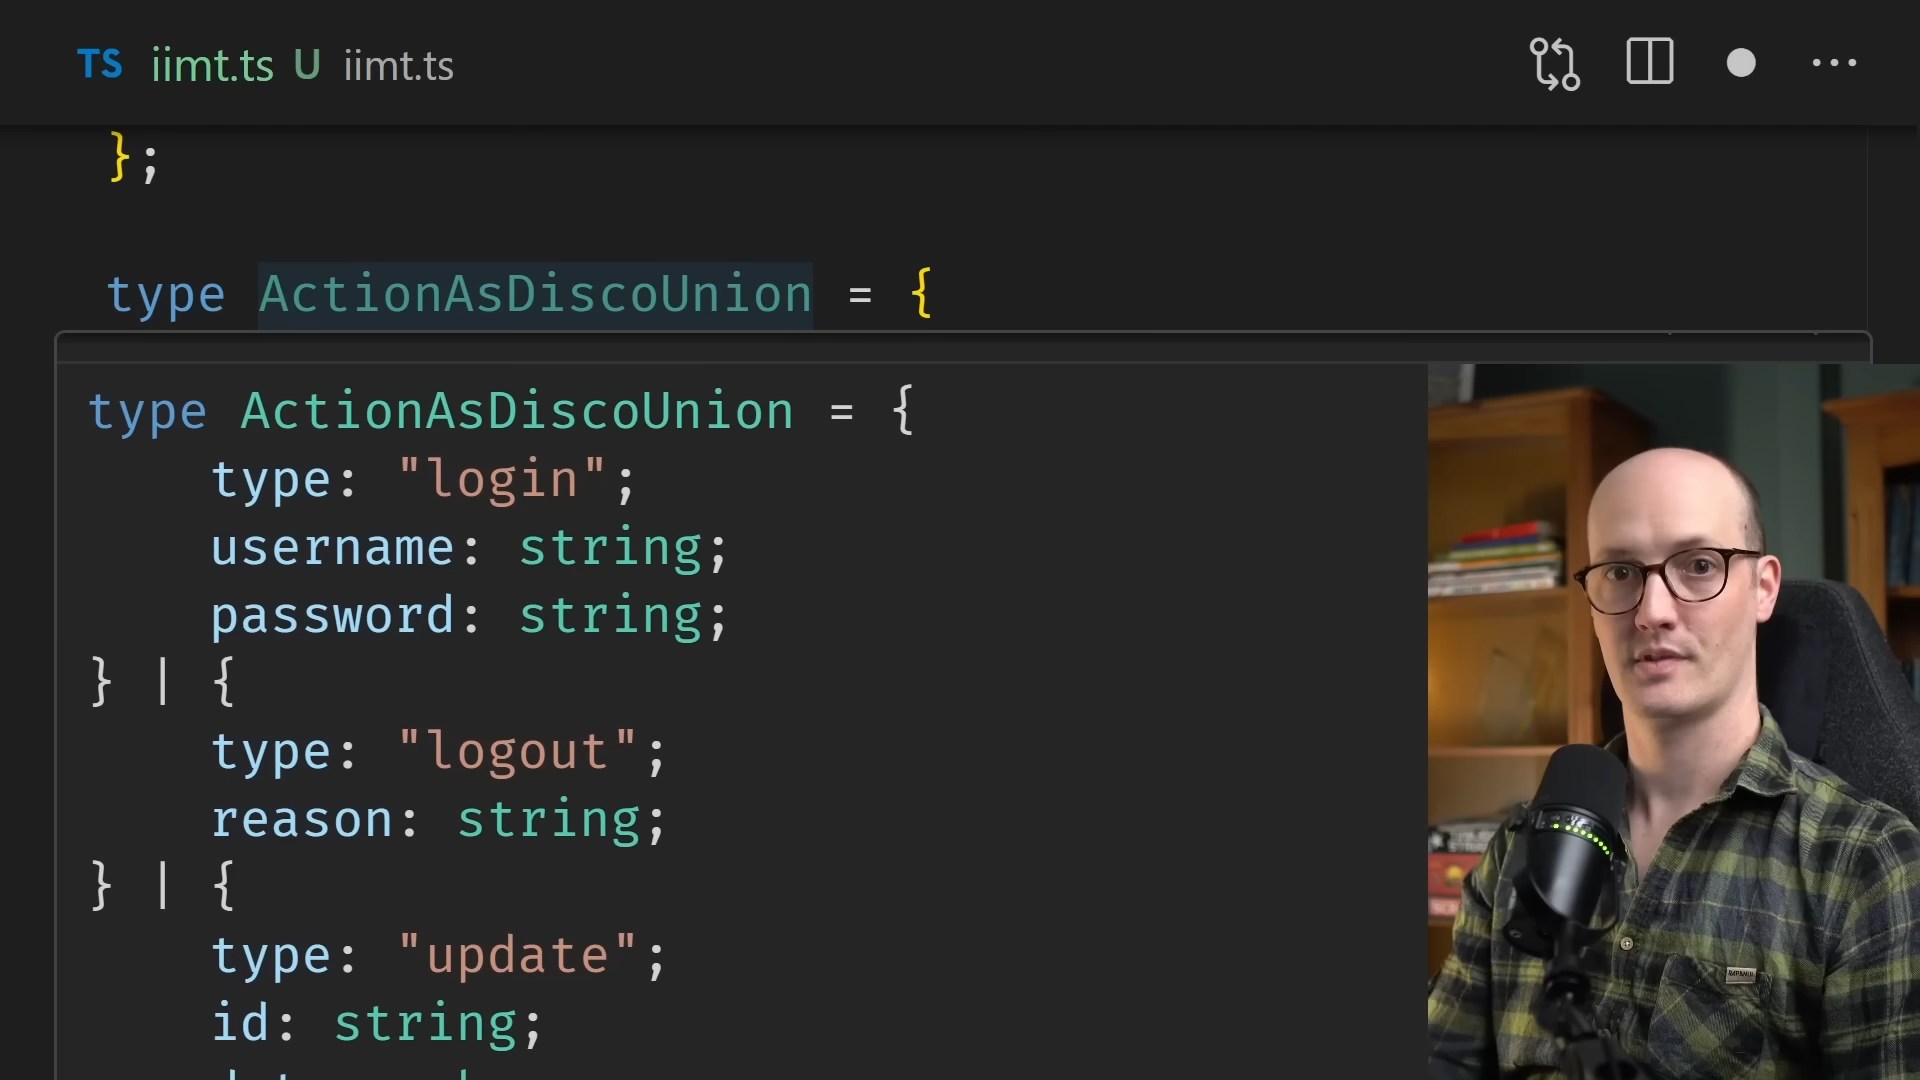 TS iimt.ts U iimt.ts
};
type ActionAsDiscoUnion = {
type ActionAsDiscoUnion = {
type: "login";
username: string;
password: string;
} | {
type: "logout";
reason: string;
} | {
type: "update";
id: string;